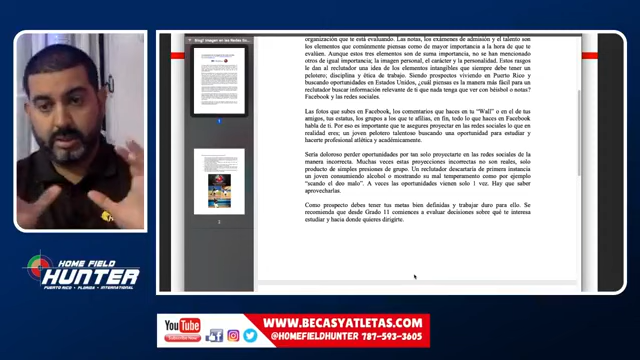 Blog? Imagen en las Redes So
organización que te está evaluando. Las notas, los exámenes de admisión y el talento son
los elementos que comúnmente piensas como de mayor importancia a la hora de que te
evalúen. Aunque estos tres elementos son de suma importancia, no se han mencionado
otros de igual importancia; la imagen personal, el carácter y la personalidad. Estos rasgos
le dan al reclutador una idea de los elementos intangibles que siempre debe tener un
pelotero; disciplina y ética de trabajo. Siendo prospectos viviendo en Puerto Rico y
buscando oportunidades en Estados Unidos, ¿cuál piensas es la manera más fácil para un
reclutador buscar información relevante de ti que nada tenga que ver con béisbol o notas?
Facebook y las redes sociales.
Las fotos que subes en Facebook, los comentarios que haces en tu "Wall" o en el de tus
amigos, tus estatus, los grupos a los que te afilias, en fin, todo lo que haces en Facebook
habla de ti. Por eso es importante que te asegures proyectar en las redes sociales lo que en
realidad eres; un joven pelotero talentoso buscando una oportunidad para estudiar y
hacerte profesional atlética y académicamente.
Sería doloroso perder oportunidades por tan solo proyectarte en las redes sociales de la
manera incorrecta. Muchas veces estas proyecciones incorrectas no son reales, solo
producto de simples presiones de grupo. Un reclutador descartaría de primera instancia
un joven consumiendo alcohol o mostrando su mal temperamento como por ejemplo
"scando el deo malo". A veces las oportunidades vienen solo 1 vez. Hay que saber
aprovecharlas.
Como prospecto debes tener tus metas bien definidas y trabajar duro para ello. Se
recomienda que desde Grado 11 comiences a evaluar decisiones sobre qué te interesa
estudiar y hacia donde quieres dirigirte.
HOME FIELD
HUNTER
PUERTO RICO • FLORIDA • INTERNATIONAL
YouTube
WWW.BECASYATLETAS.COM
@HOMEFIELDHUNTER 787-593-3605